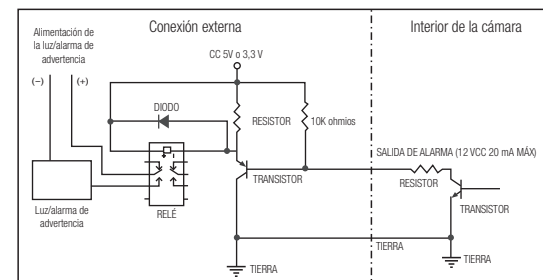 Conexión externa
Interior de la cámara
Alimentación de
la luz/alarma de
advertencia
(−) (+)
CC 5V o 3,3 V
DIODO
RESISTOR
10K ohmios
SALIDA DE ALARMA (12 VCC 20 mA MÁX)
TRANSISTOR
RESISTOR
TRANSISTOR
RELÉ
Luz/alarma de
advertencia
TIERRA
TIERRA
TIERRA